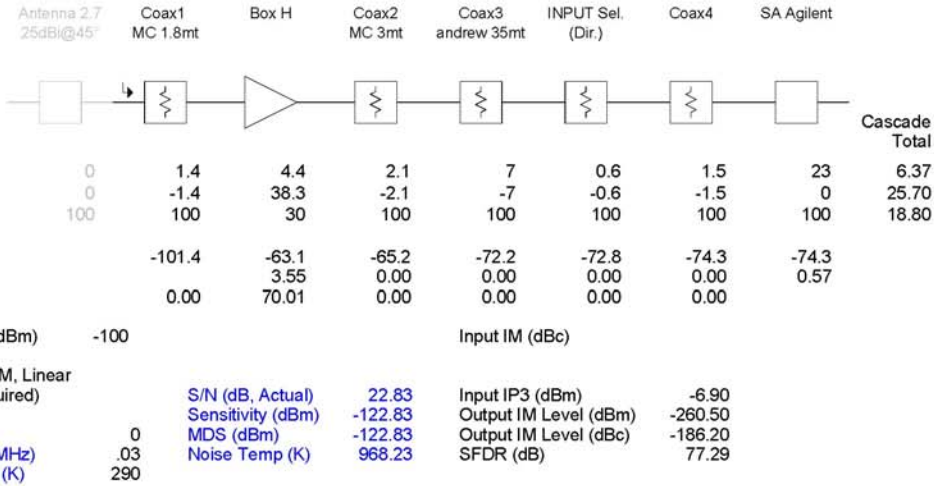 Antenna 2.7 Coax1 Box H Coax2 Coax3 INPUT Sel. Coax4 SA Agilent
25dBi@45° MC 1.8mt MC 3mt andrew 35mt (Dir.)
Cascade
Total
0 1.4 4.4 2.1 7 0.6 1.5 23 6.37
0 -1.4 38.3 -2.1 -7 -0.6 -1.5 0 25.70
100 100 30 100 100 100 100 100 18.80
-101.4 -63.1 -65.2 -72.2 -72.8 -74.3 -74.3
3.55 0.00 0.00 0.00 0.00 0.57
0.00 70.01 0.00 0.00 0.00 0.00
dBm) -100 Input IM (dBc)
M, Linear
uired) S/N (dB, Actual) 22.83 Input IP3 (dBm) -6.90
Sensitivity (dBm) -122.83 Output IM Level (dBm) -260.50
0 MDS (dBm) -122.83 Output IM Level (dBc) -186.20
MHz) .03 Noise Temp (K) 968.23 SFDR (dB) 77.29
(K) 290